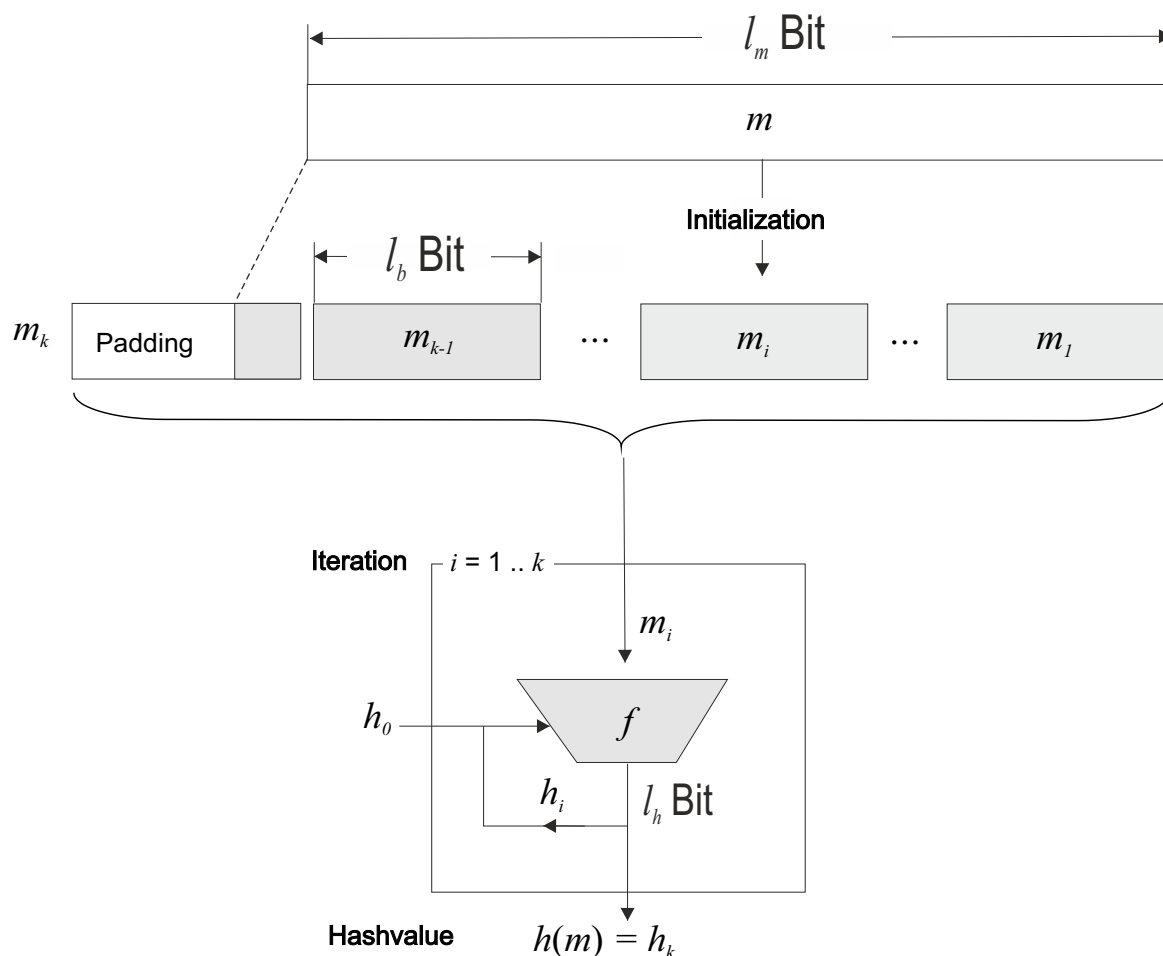 l_m Bit
m
Initialization
l_b Bit
m_k Padding m_{k-1} ... m_i ... m_1
Iteration i = 1 .. k
m_i
h_0 f
h_i l_h Bit
Hashvalue h(m) = h_k